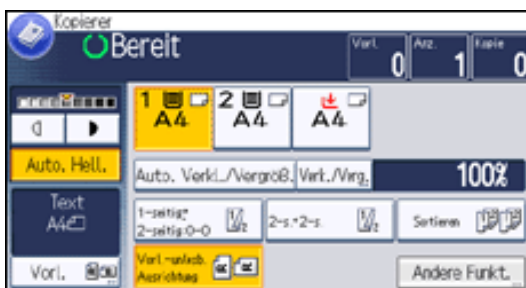 Kopierer
Bereit
Vorl. 0 Anz. 1 Kopie 0
1 2
A4 A4 A4
Auto. Hell.
Auto. Verkl./Vergröß. Verk./Vrg. 100%
Text
A4
1-seitig→
2-seitig:O-O
2-s.→2-s.
Sortieren
Vorl.
Vorl.-unlesb.
Ausrichtung
Andere Funkt.